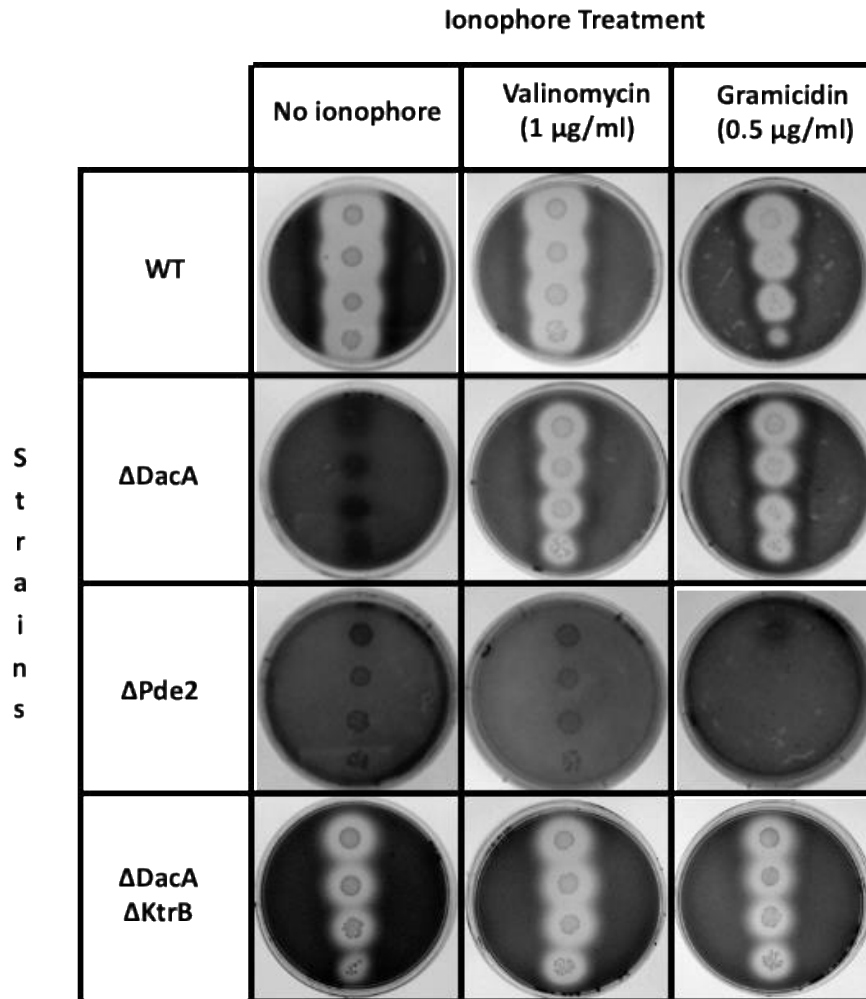 Ionophore Treatment
No ionophore
Valinomycin
(1 µg/ml)
Gramicidin
(0.5 µg/ml)
WT
ΔDacA
ΔPde2
ΔDacA
ΔKtrB
S
t
r
a
i
n
s